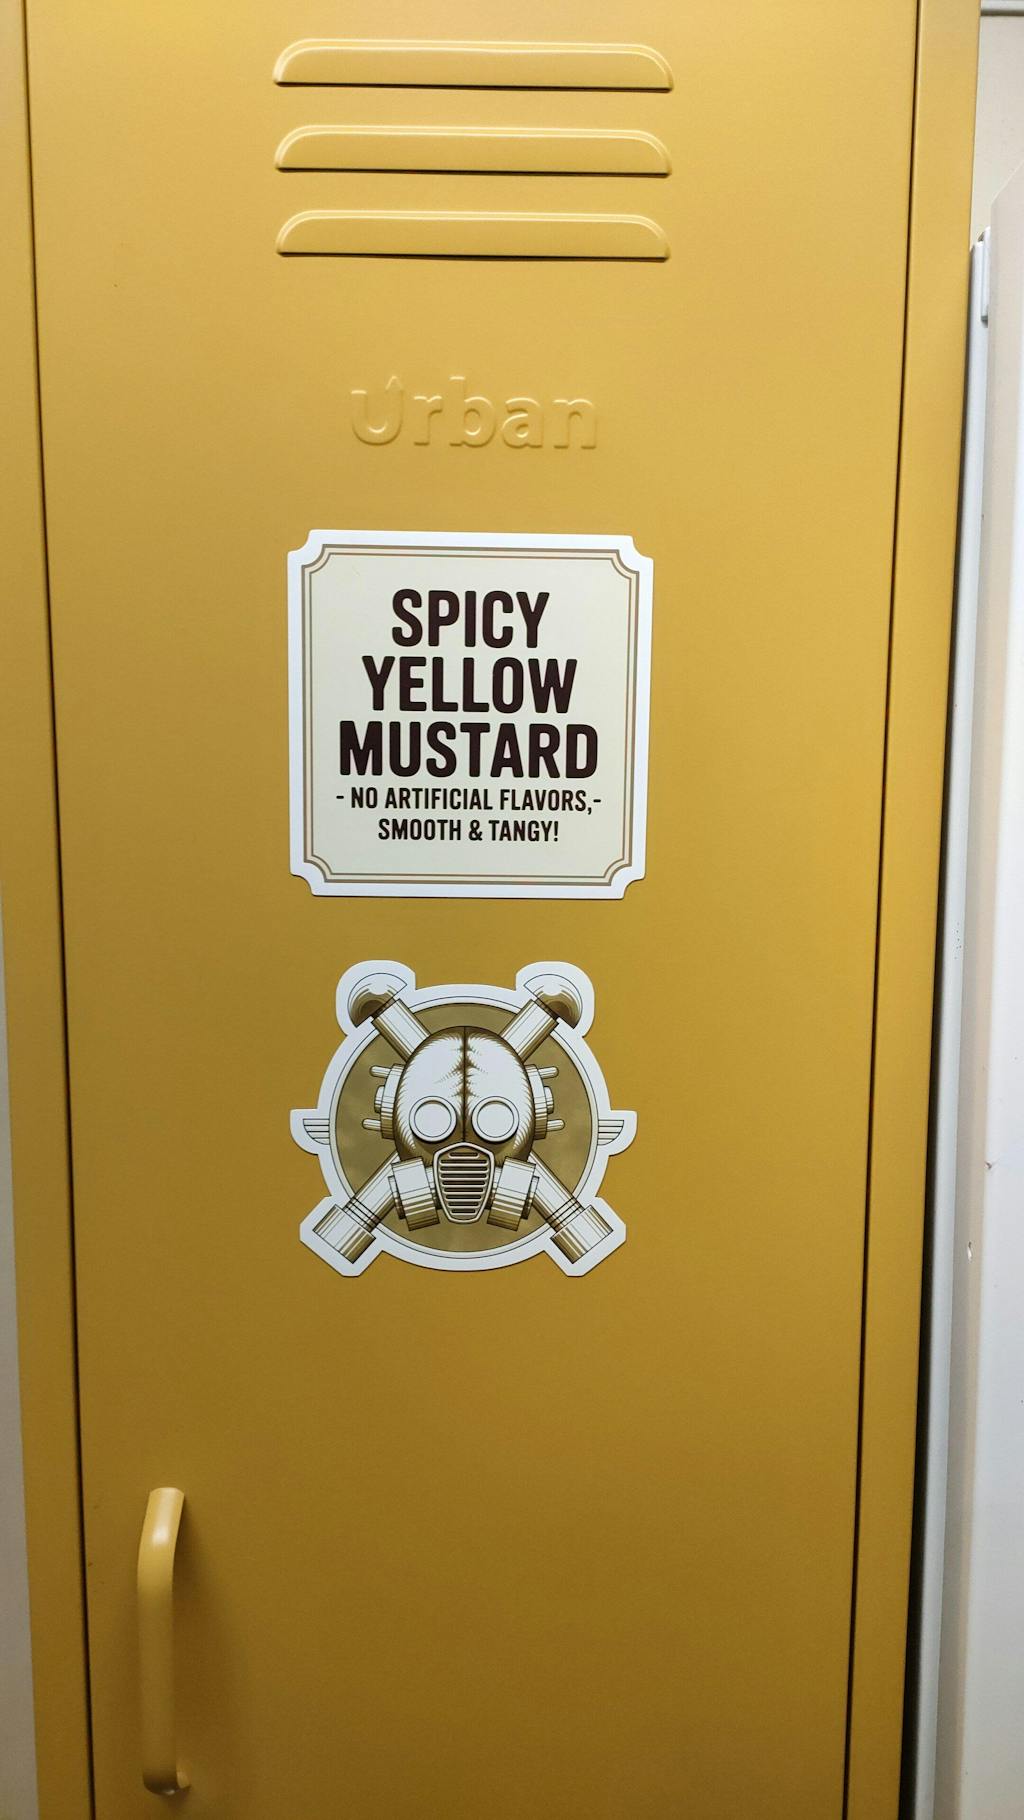 Urban
SPICY
YELLOW
MUSTARD
- NO ARTIFICIAL FLAVORS,-
SMOOTH & TANGY!